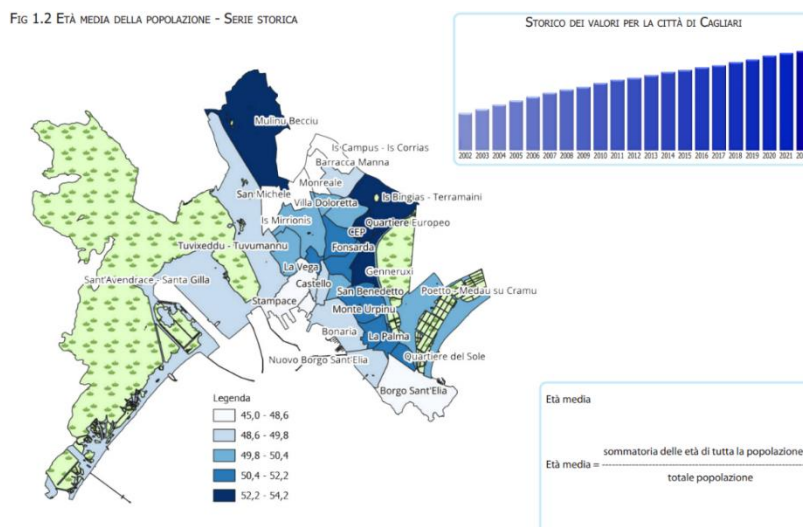 FIG 1.2 ETÀ MEDIA DELLA POPOLAZIONE - SERIE STORICA
STORICO DEI VALORI PER LA CITTÀ DI CAGLIARI
2002 2003 2004 2005 2006 2007 2008 2009 2010 2011 2012 2013 2014 2015 2016 2017 2018 2019 2020 2021
Mulinu Becciu
Is Campus - Is Corrias
Barracca Manna
Monreale
San Michele
Villa Doloretta
Is Bingias - Terramaini
Is Mirrionis
Quartiere Europeo
CEP
Tuvixeddu - Tuvumannu
Fonsarda
La Vega
Genneruxi
Sant'Avendrace - Santa Gilla
Castello
San Benedetto
Poetto - Medau su Cramu
Stampace
Monte Urpinu
Bonaria
La Palma
Nuovo Borgo Sant'Elia
Quartiere del Sole
Borgo Sant'Elia
Legenda
45,0 - 48,6
48,6 - 49,8
49,8 - 50,4
50,4 - 52,2
52,2 - 54,2
Età media
sommatoria delle età di tutta la popolazione
Età media =
totale popolazione